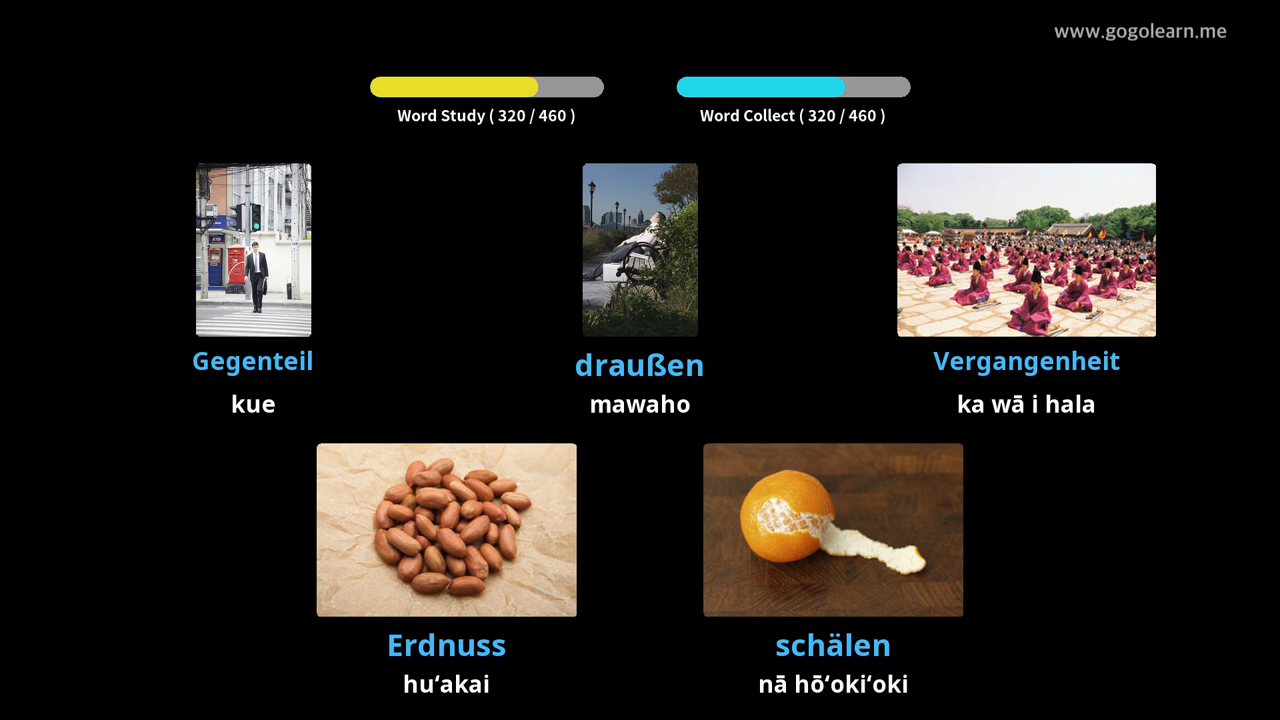 www.gogolearn.me
Word Study ( 320 / 460 )
Word Collect ( 320 / 460 )
Gegenteil
kue
draußen
mawaho
Vergangenheit
ka wā i hala
Erdnuss
huʻakai
schälen
nā hōʻokiʻoki